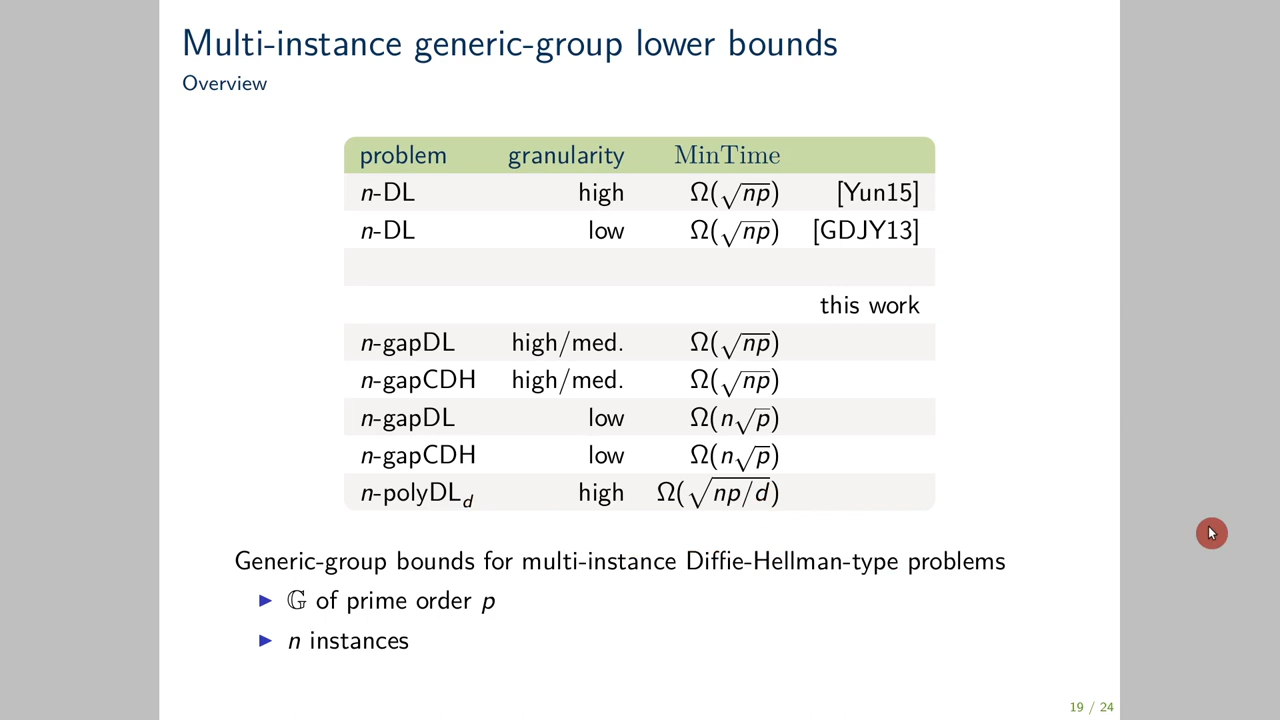 Multi-instance generic-group lower bounds
Overview
problem granularity MinTime
n-DL high Ω(√np) [Yun15]
n-DL low Ω(√np) [GDJY13]
this work
n-gapDL high/med. Ω(√np)
n-gapCDH high/med. Ω(√np)
n-gapDL low Ω(n√p)
n-gapCDH low Ω(n√p)
n-polyDL_d high Ω(√np/d)
Generic-group bounds for multi-instance Diffie-Hellman-type problems
▶ 𝔾 of prime order p
▶ n instances
19 / 24